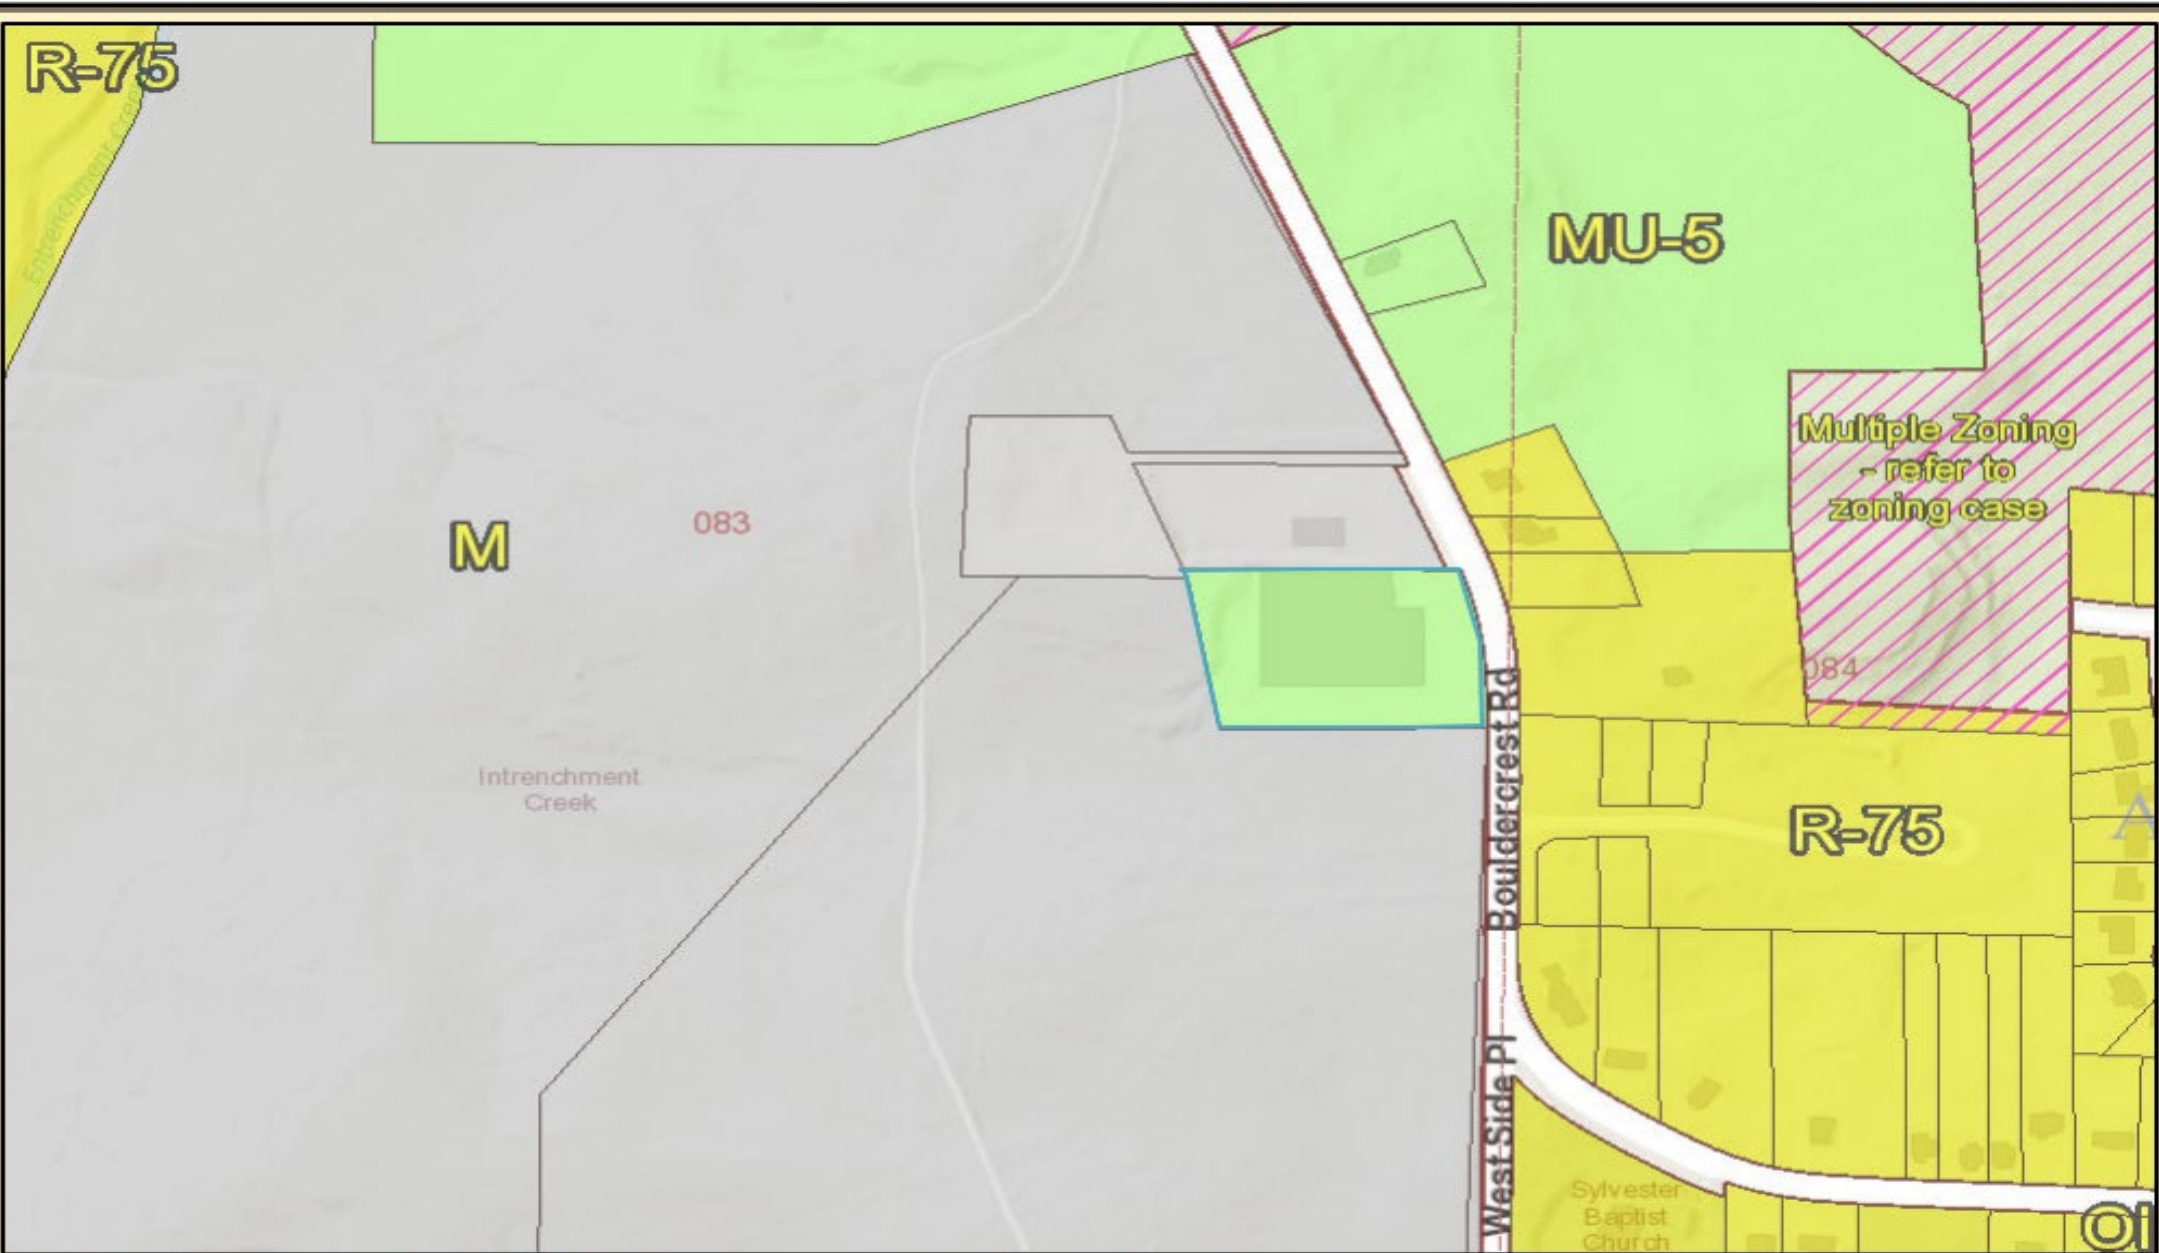 R-75
Entrenchment Creek
MU-5
Multiple Zoning
- refer to
zoning case
083
M
084
Intrenchment
Creek
Bouldercrest Rd
R-75
A
West Side Pl
Sylvester
Baptist
Church
OI